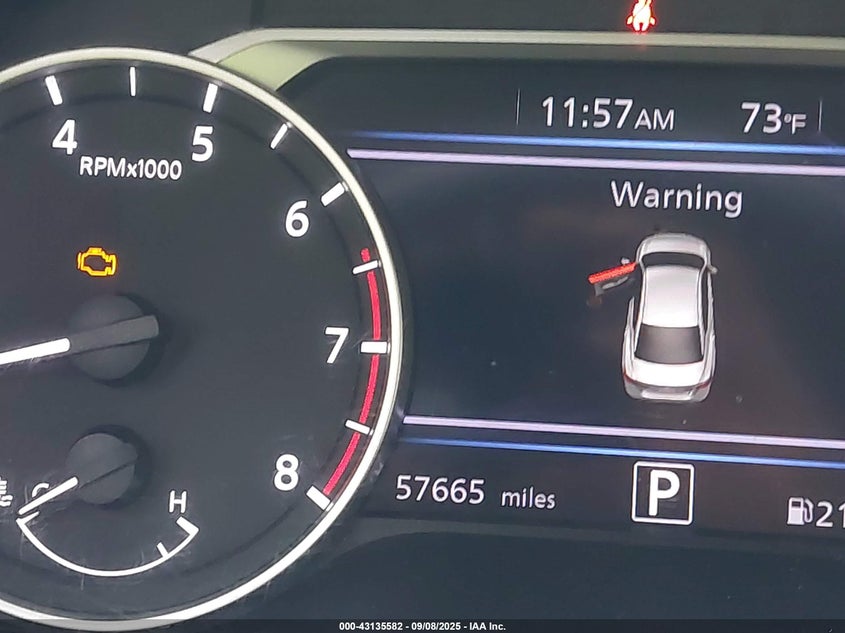 11:57AM 73°F
4 5 6 7 8
RPMx1000
Warning
C H
57665 miles P 21
000-43135582 - 09/08/2025 - IAA Inc.